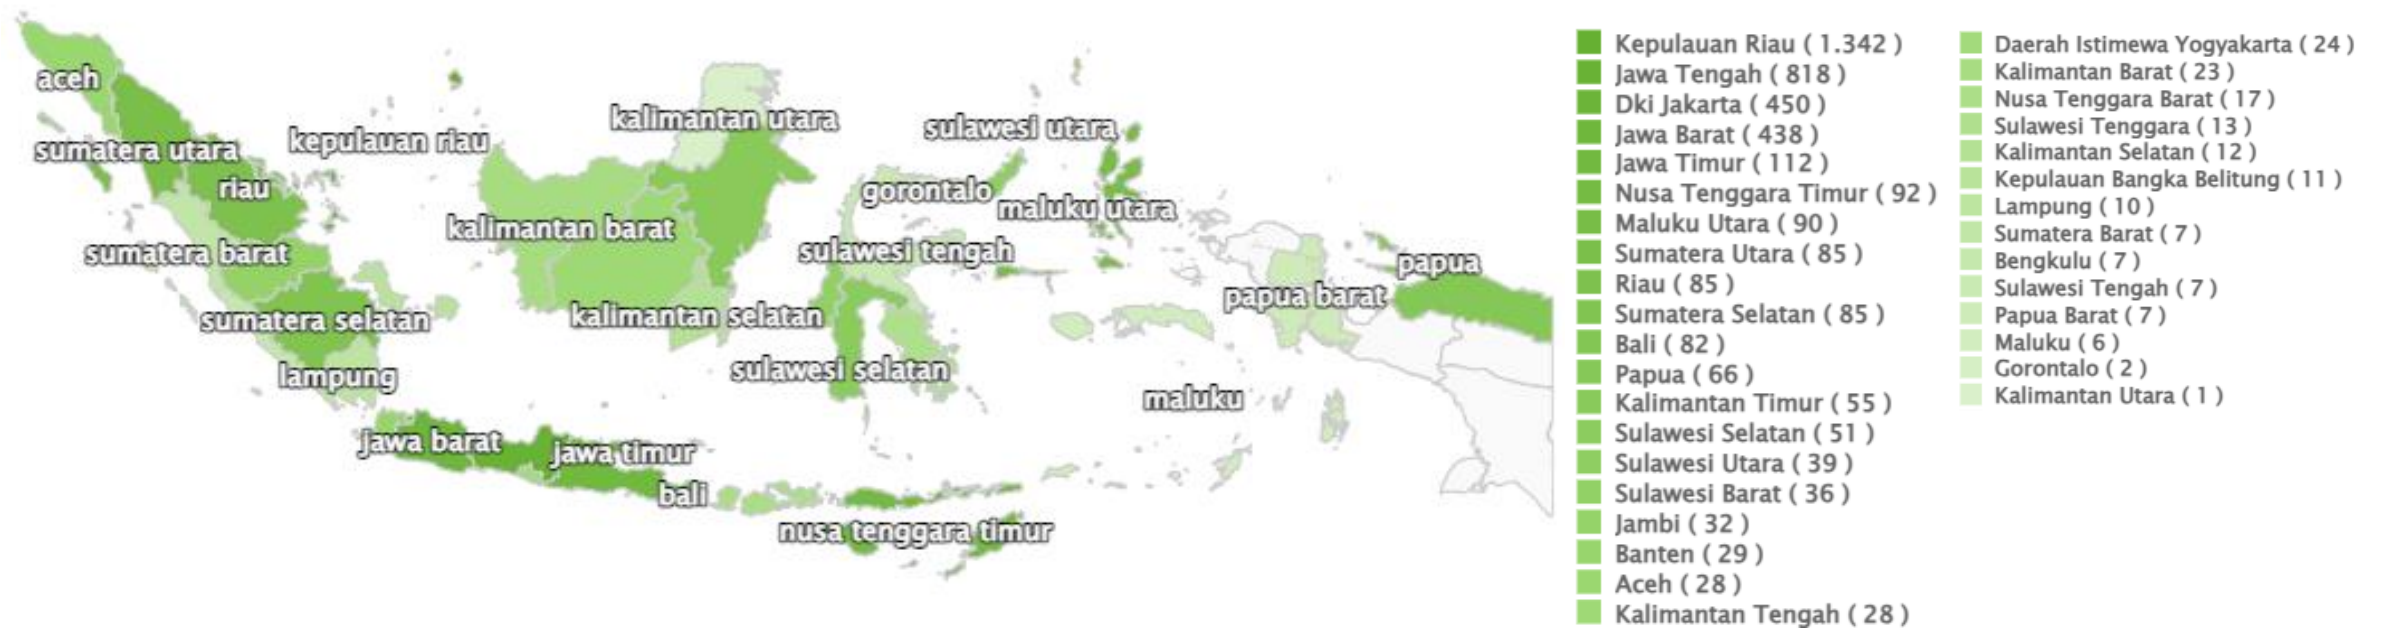 aceh
sumatera utara
kepulauan riau
riau
sumatera barat
sumatera selatan
lampung
kalimantan utara
kalimantan barat
kalimantan selatan
sulawesi utara
gorontalo
maluku utara
sulawesi tengah
sulawesi selatan
papua
papua barat
maluku
jawa barat
jawa timur
bali
nusa tenggara timur
Kepulauan Riau ( 1.342 )
Jawa Tengah ( 818 )
Dki Jakarta ( 450 )
Jawa Barat ( 438 )
Jawa Timur ( 112 )
Nusa Tenggara Timur ( 92 )
Maluku Utara ( 90 )
Sumatera Utara ( 85 )
Riau ( 85 )
Sumatera Selatan ( 85 )
Bali ( 82 )
Papua ( 66 )
Kalimantan Timur ( 55 )
Sulawesi Selatan ( 51 )
Sulawesi Utara ( 39 )
Sulawesi Barat ( 36 )
Jambi ( 32 )
Banten ( 29 )
Aceh ( 28 )
Kalimantan Tengah ( 28 )
Daerah Istimewa Yogyakarta ( 24 )
Kalimantan Barat ( 23 )
Nusa Tenggara Barat ( 17 )
Sulawesi Tenggara ( 13 )
Kalimantan Selatan ( 12 )
Kepulauan Bangka Belitung ( 11 )
Lampung ( 10 )
Sumatera Barat ( 7 )
Bengkulu ( 7 )
Sulawesi Tengah ( 7 )
Papua Barat ( 7 )
Maluku ( 6 )
Gorontalo ( 2 )
Kalimantan Utara ( 1 )